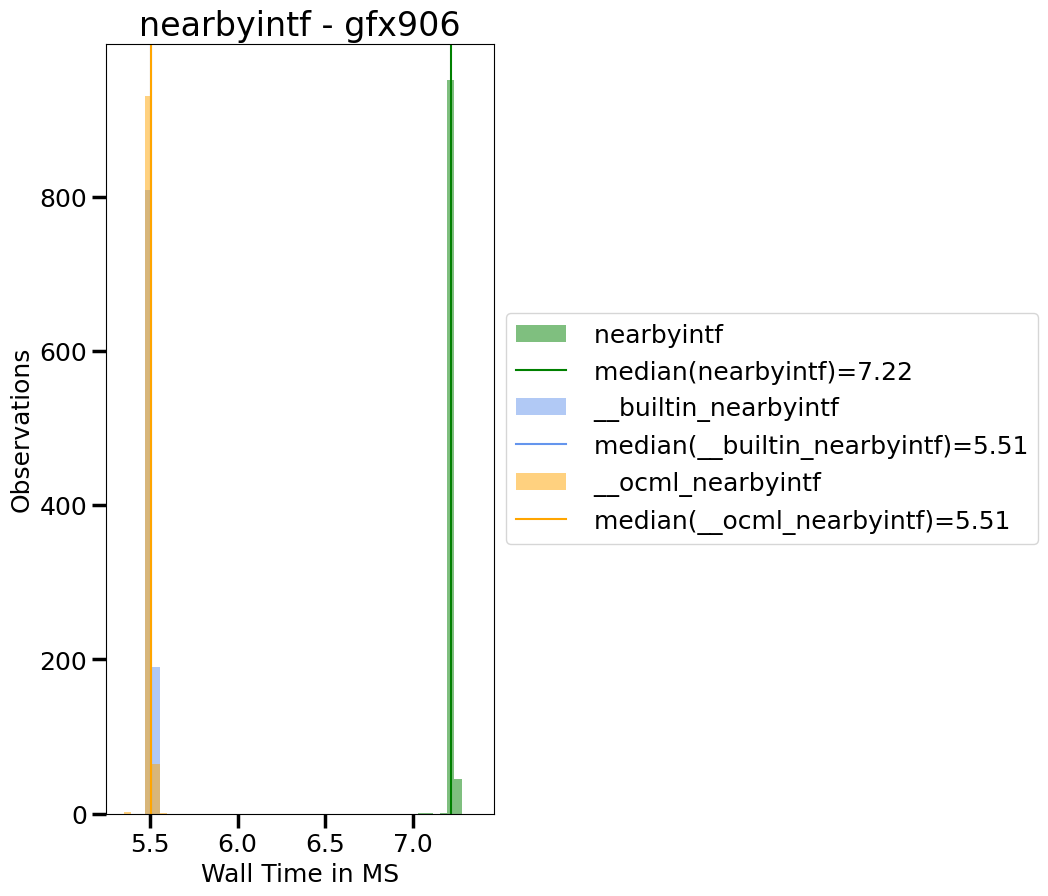 nearbyintf - gfx906
Observations
800
600
400
200
0
5.5 6.0 6.5 7.0
Wall Time in MS
nearbyintf
median(nearbyintf)=7.22
__builtin_nearbyintf
median(__builtin_nearbyintf)=5.51
__ocml_nearbyintf
median(__ocml_nearbyintf)=5.51